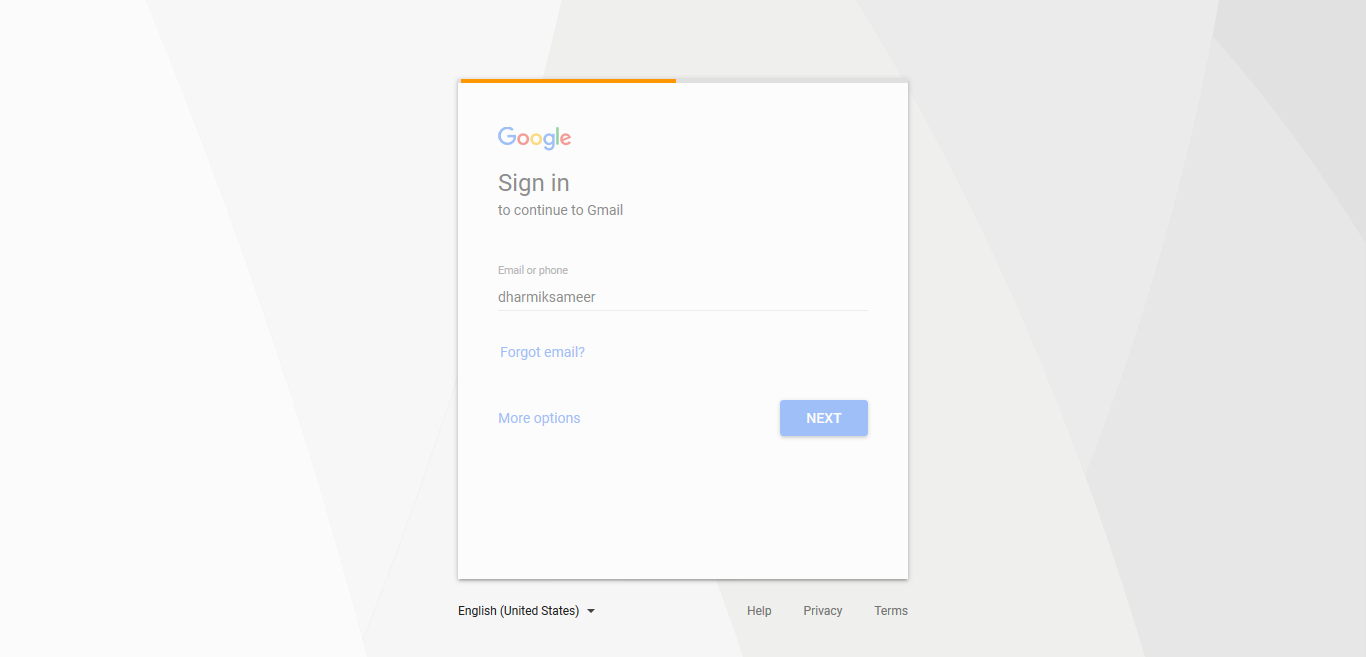 Google
Sign in
to continue to Gmail
Email or phone
dharmiksameer
Forgot email?
More options
NEXT
English (United States)
Help
Privacy
Terms